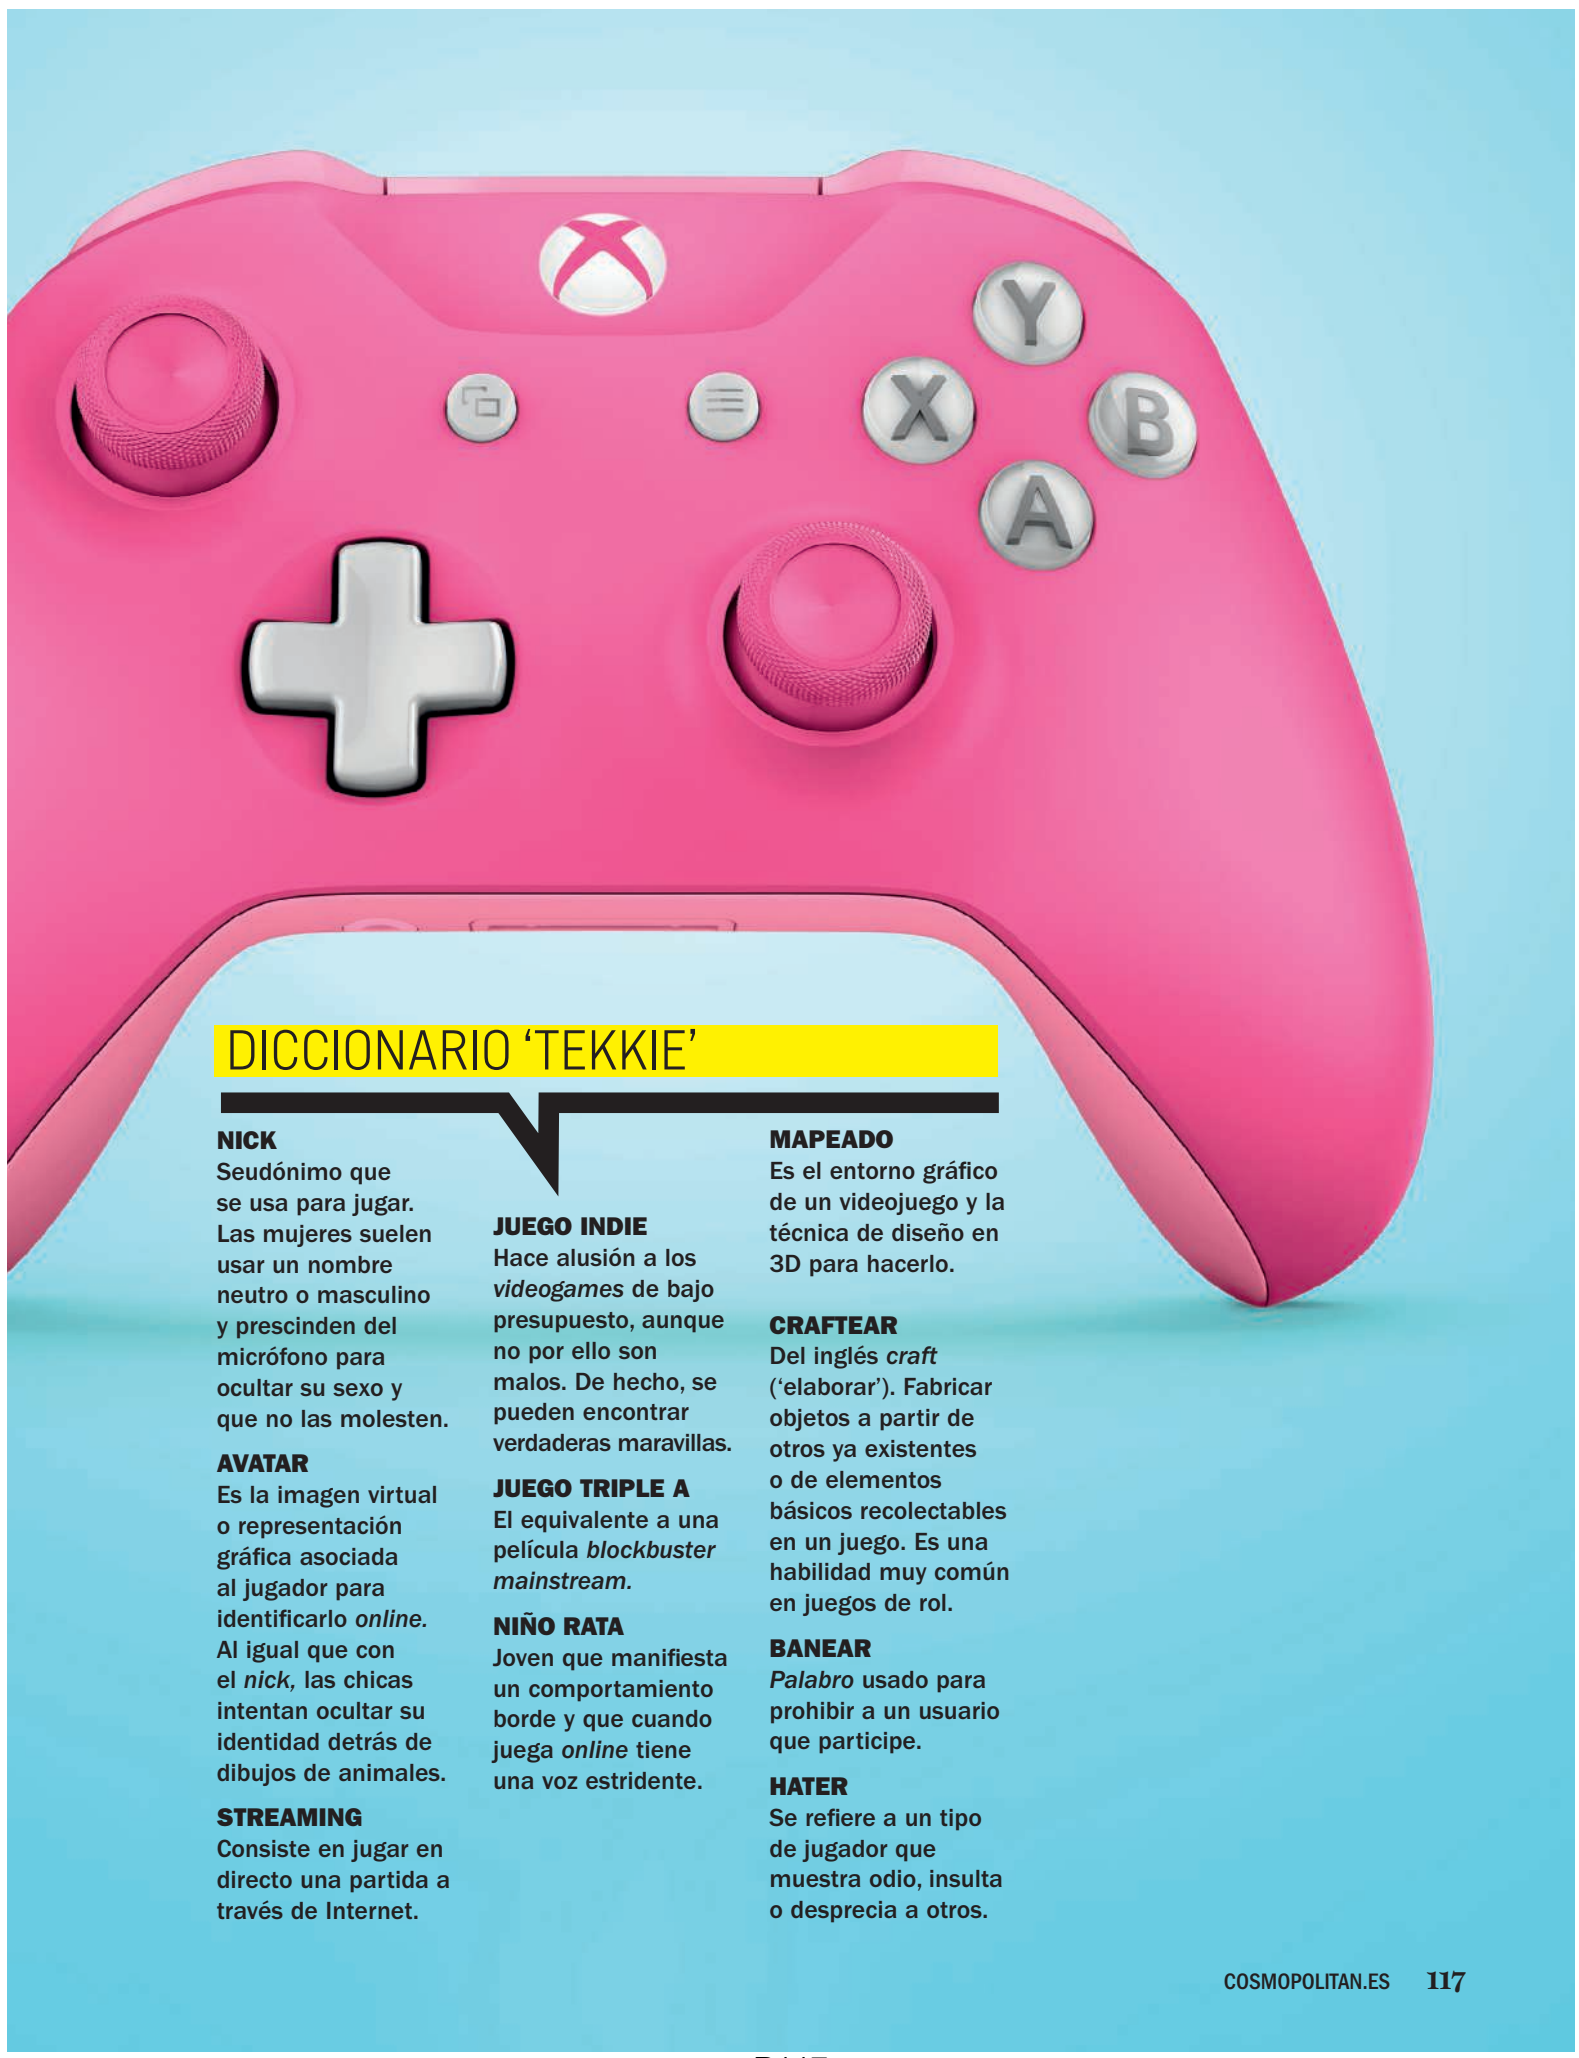 Y
X
B
A
DICCIONARIO ‘TEKKIE’
NICK
Seudónimo que
se usa para jugar.
Las mujeres suelen
usar un nombre
neutro o masculino
y prescinden del
micrófono para
ocultar su sexo y
que no las molesten.
AVATAR
Es la imagen virtual
o representación
gráfica asociada
al jugador para
identificarlo online.
Al igual que con
el nick, las chicas
intentan ocultar su
identidad detrás de
dibujos de animales.
STREAMING
Consiste en jugar en
directo una partida a
través de Internet.
JUEGO INDIE
Hace alusión a los
videogames de bajo
presupuesto, aunque
no por ello son
malos. De hecho, se
pueden encontrar
verdaderas maravillas.
JUEGO TRIPLE A
El equivalente a una
película blockbuster
mainstream.
NIÑO RATA
Joven que manifiesta
un comportamiento
borde y que cuando
juega online tiene
una voz estridente.
MAPEADO
Es el entorno gráfico
de un videojuego y la
técnica de diseño en
3D para hacerlo.
CRAFTEAR
Del inglés craft
(‘elaborar’). Fabricar
objetos a partir de
otros ya existentes
o de elementos
básicos recolectables
en un juego. Es una
habilidad muy común
en juegos de rol.
BANEAR
Palabro usado para
prohibir a un usuario
que participe.
HATER
Se refiere a un tipo
de jugador que
muestra odio, insulta
o desprecia a otros.
COSMOPOLITAN.ES 117